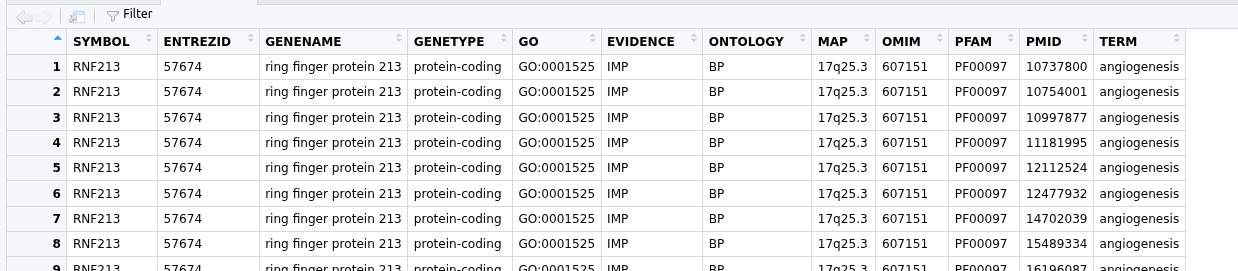 Filter
SYMBOL ENTREZID GENENAME GENETYPE GO EVIDENCE ONTOLOGY MAP OMIM PFAM PMID TERM
1 RNF213 57674 ring finger protein 213 protein-coding GO:0001525 IMP BP 17q25.3 607151 PF00097 10737800 angiogenesis
2 RNF213 57674 ring finger protein 213 protein-coding GO:0001525 IMP BP 17q25.3 607151 PF00097 10754001 angiogenesis
3 RNF213 57674 ring finger protein 213 protein-coding GO:0001525 IMP BP 17q25.3 607151 PF00097 10997877 angiogenesis
4 RNF213 57674 ring finger protein 213 protein-coding GO:0001525 IMP BP 17q25.3 607151 PF00097 11181995 angiogenesis
5 RNF213 57674 ring finger protein 213 protein-coding GO:0001525 IMP BP 17q25.3 607151 PF00097 12112524 angiogenesis
6 RNF213 57674 ring finger protein 213 protein-coding GO:0001525 IMP BP 17q25.3 607151 PF00097 12477932 angiogenesis
7 RNF213 57674 ring finger protein 213 protein-coding GO:0001525 IMP BP 17q25.3 607151 PF00097 14702039 angiogenesis
8 RNF213 57674 ring finger protein 213 protein-coding GO:0001525 IMP BP 17q25.3 607151 PF00097 15489334 angiogenesis
9 RNF213 57674 ring finger protein 213 protein-coding GO:0001525 IMP BP 17q25.3 607151 PF00097 16196087 angiogenesis